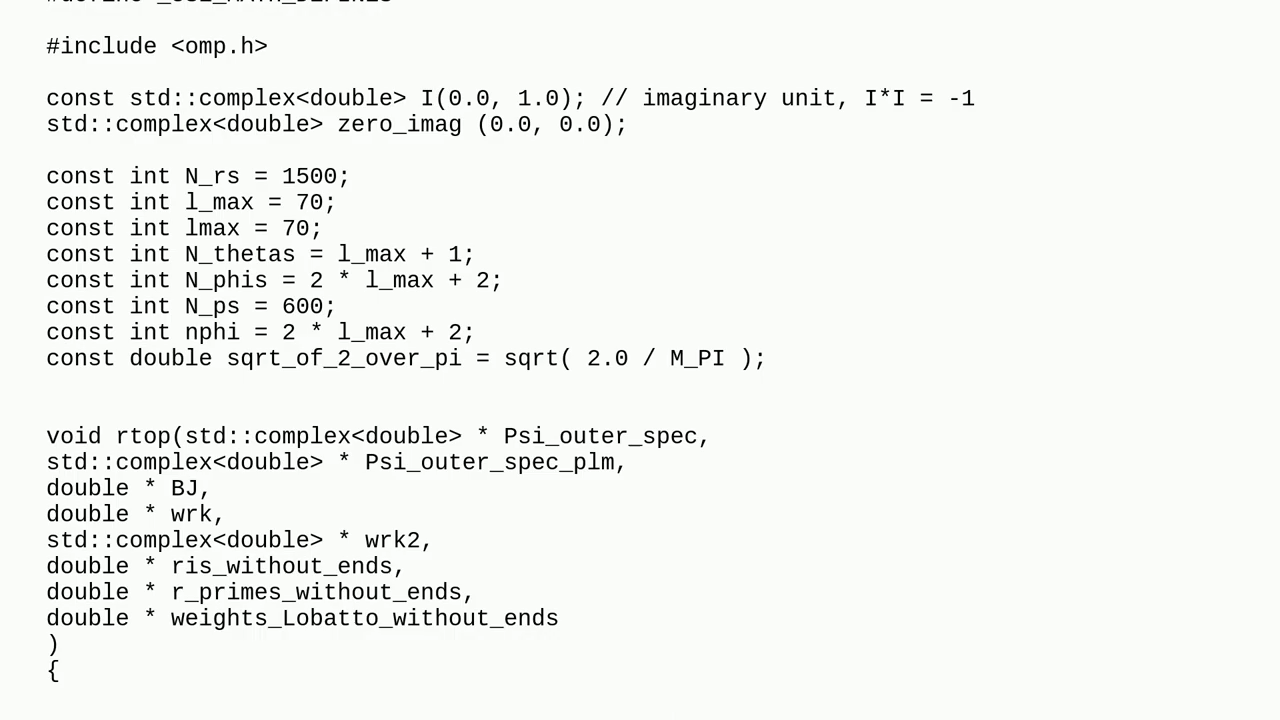 #include <omp.h>
const std::complex<double> I(0.0, 1.0); // imaginary unit, I*I = -1
std::complex<double> zero_imag (0.0, 0.0);
const int N_rs = 1500;
const int l_max = 70;
const int lmax = 70;
const int N_thetas = l_max + 1;
const int N_phis = 2 * l_max + 2;
const int N_ps = 600;
const int nphi = 2 * l_max + 2;
const double sqrt_of_2_over_pi = sqrt( 2.0 / M_PI );
void rtop(std::complex<double> * Psi_outer_spec,
std::complex<double> * Psi_outer_spec_plm,
double * BJ,
double * wrk,
std::complex<double> * wrk2,
double * ris_without_ends,
double * r_primes_without_ends,
double * weights_Lobatto_without_ends
)
{